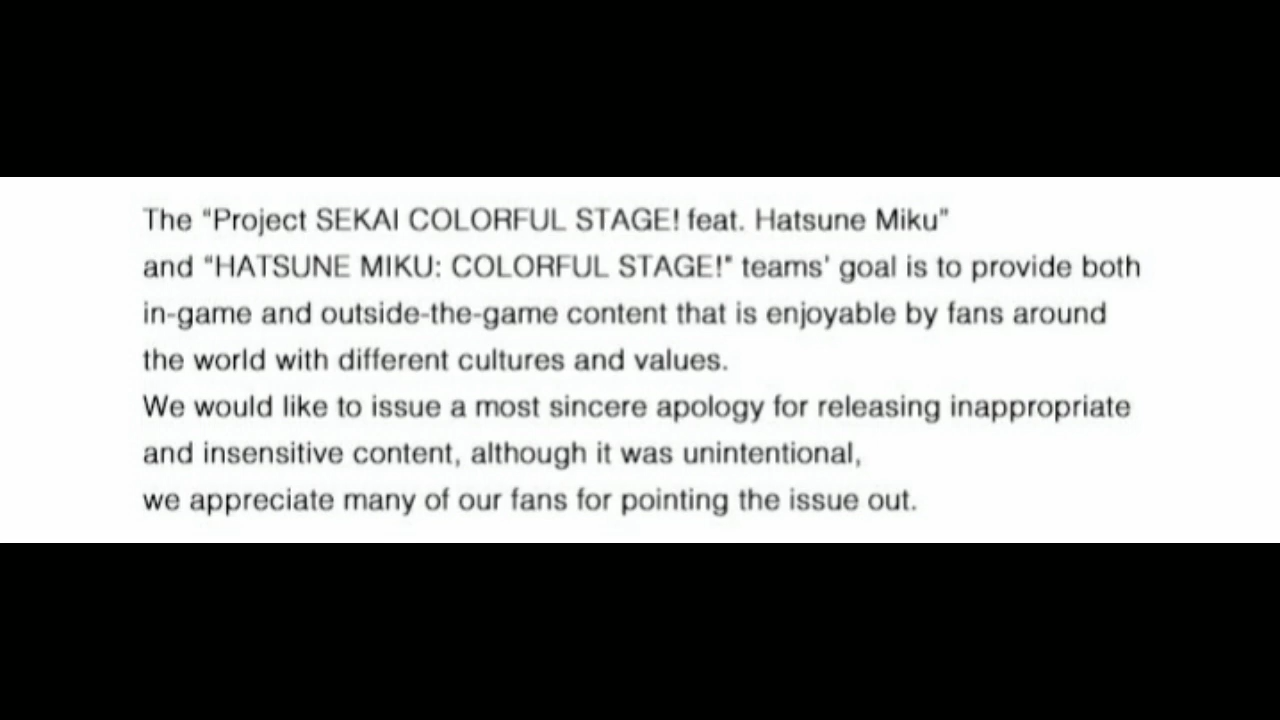 The "Project SEKAI COLORFUL STAGE! feat. Hatsune Miku"
and "HATSUNE MIKU: COLORFUL STAGE!" teams' goal is to provide both
in-game and outside-the-game content that is enjoyable by fans around
the world with different cultures and values.
We would like to issue a most sincere apology for releasing inappropriate
and insensitive content, although it was unintentional,
we appreciate many of our fans for pointing the issue out.